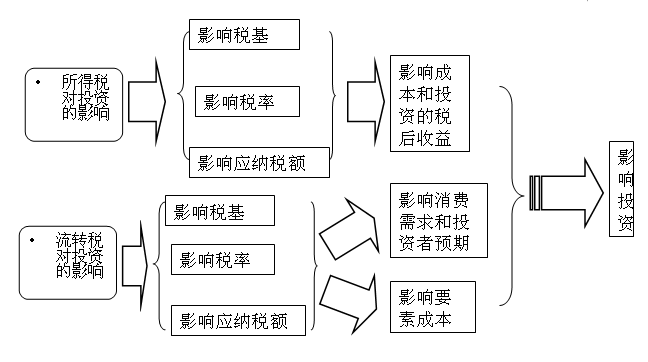 • 所得税
对投资
的影响
影响税基
影响税率
影响应纳税额
影响成
本和投
资的税
后收益
• 流转税
对投资
的影响
影响税基
影响税率
影响应纳税额
影响消费
需求和投
资者预期
影响要
素成本
影
响
投
资